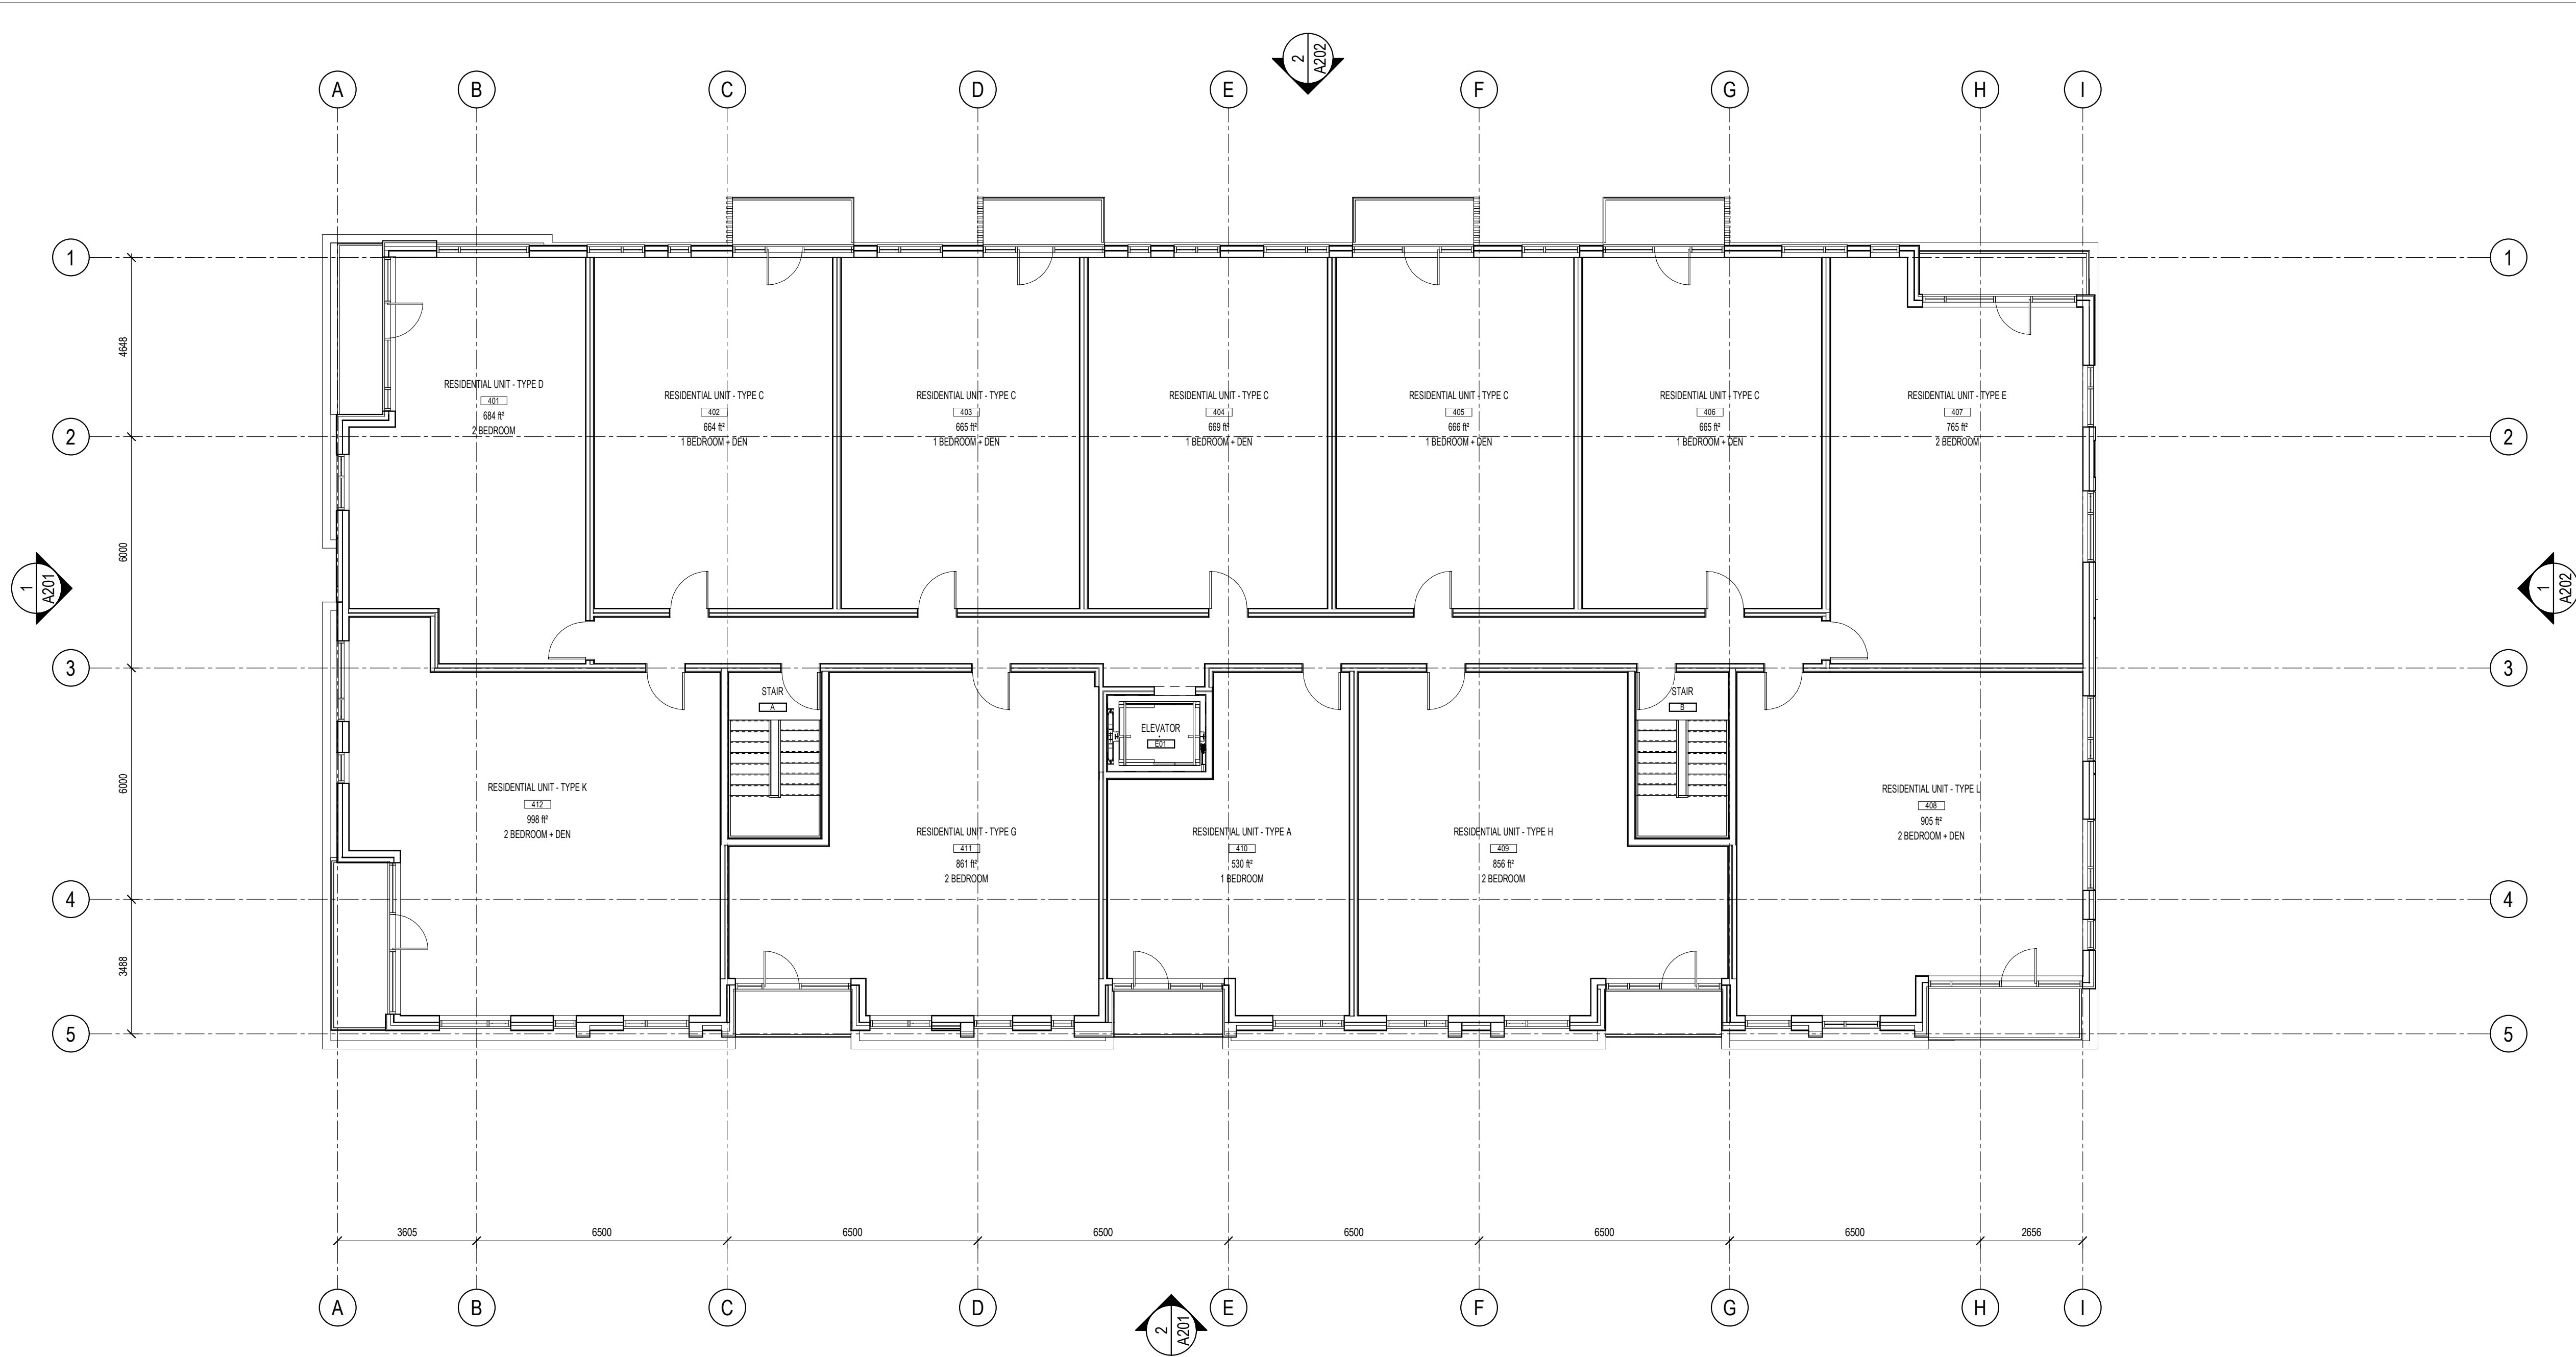 2
A202
A
B
C
D
E
F
G
H
I
1
1
4648
RESIDENTIAL UNIT - TYPE D
401
684 ft²
2 BEDROOM
RESIDENTIAL UNIT - TYPE C
402
664 ft²
1 BEDROOM + DEN
RESIDENTIAL UNIT - TYPE C
403
665 ft²
1 BEDROOM + DEN
RESIDENTIAL UNIT - TYPE C
404
669 ft²
1 BEDROOM + DEN
RESIDENTIAL UNIT - TYPE C
405
666 ft²
1 BEDROOM + DEN
RESIDENTIAL UNIT - TYPE C
406
665 ft²
1 BEDROOM + DEN
RESIDENTIAL UNIT - TYPE E
407
765 ft²
2 BEDROOM
2
2
6000
1
A201
1
A202
3
3
STAIR
A
ELEVATOR
E01
STAIR
B
6000
RESIDENTIAL UNIT - TYPE K
412
998 ft²
2 BEDROOM + DEN
RESIDENTIAL UNIT - TYPE G
411
861 ft²
2 BEDROOM
RESIDENTIAL UNIT - TYPE A
410
530 ft²
1 BEDROOM
RESIDENTIAL UNIT - TYPE H
409
856 ft²
2 BEDROOM
RESIDENTIAL UNIT - TYPE L
408
905 ft²
2 BEDROOM + DEN
4
4
3488
5
5
3605
6500
6500
6500
6500
6500
6500
2656
A
B
C
D
E
F
G
H
I
2
A201